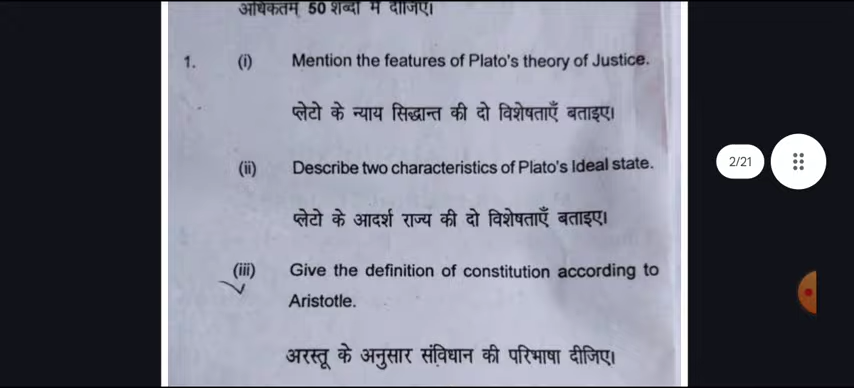 अधिकतम 50 शब्दों में दीजिए।
1. (i) Mention the features of Plato's theory of Justice.
प्लेटो के न्याय सिद्धान्त की दो विशेषताएँ बताइए।
(ii) Describe two characteristics of Plato's Ideal state.
प्लेटो के आदर्श राज्य की दो विशेषताएँ बताइए।
2/21
(iii) Give the definition of constitution according to
Aristotle.
अरस्तू के अनुसार संविधान की परिभाषा दीजिए।